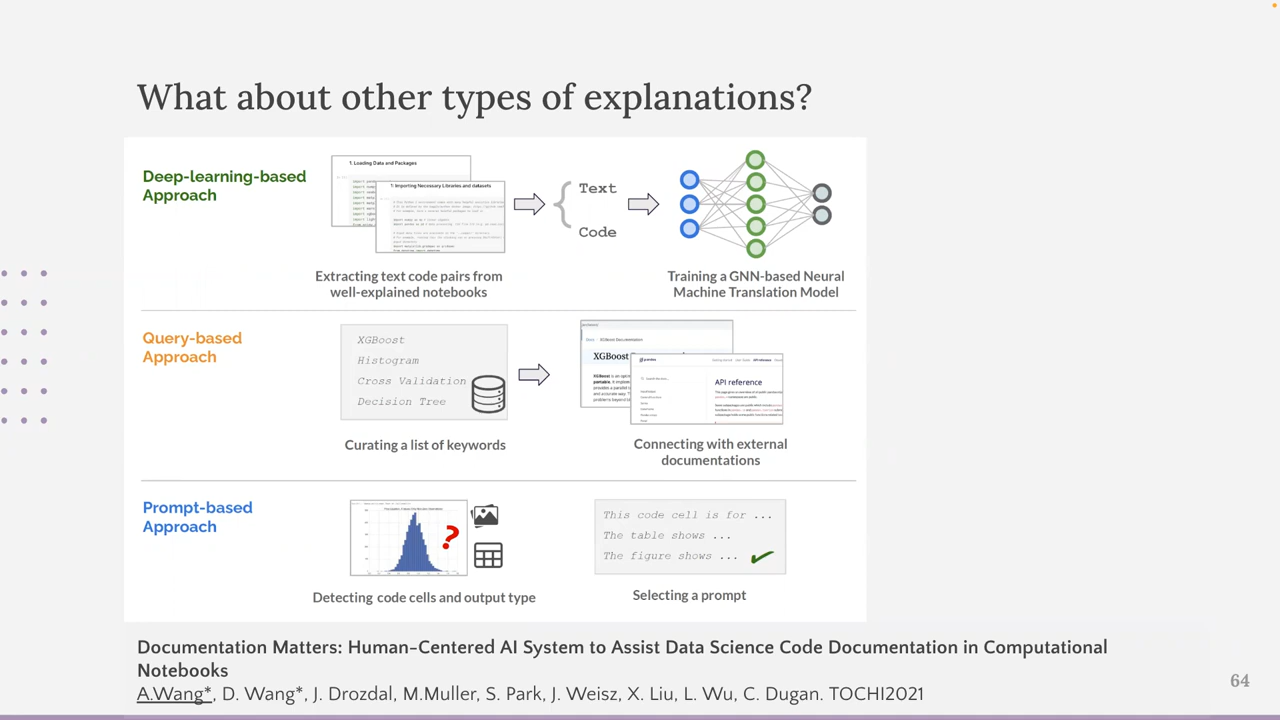 What about other types of explanations?
Deep-learning-based
Approach
1. Loading Data and Packages
1: Importing Necessary Libraries and datasets
Text
Code
Extracting text code pairs from
well-explained notebooks
Training a GNN-based Neural
Machine Translation Model
Query-based
Approach
XGBoost
Histogram
Cross Validation
Decision Tree
XGBoost
API reference
Curating a list of keywords
Connecting with external
documentations
Prompt-based
Approach
?
This code cell is for ...
The table shows ...
The figure shows ...
Detecting code cells and output type
Selecting a prompt
Documentation Matters: Human-Centered AI System to Assist Data Science Code Documentation in Computational
Notebooks
A.Wang*, D. Wang*, J. Drozdal, M.Muller, S. Park, J. Weisz, X. Liu, L. Wu, C. Dugan. TOCHI2021
64